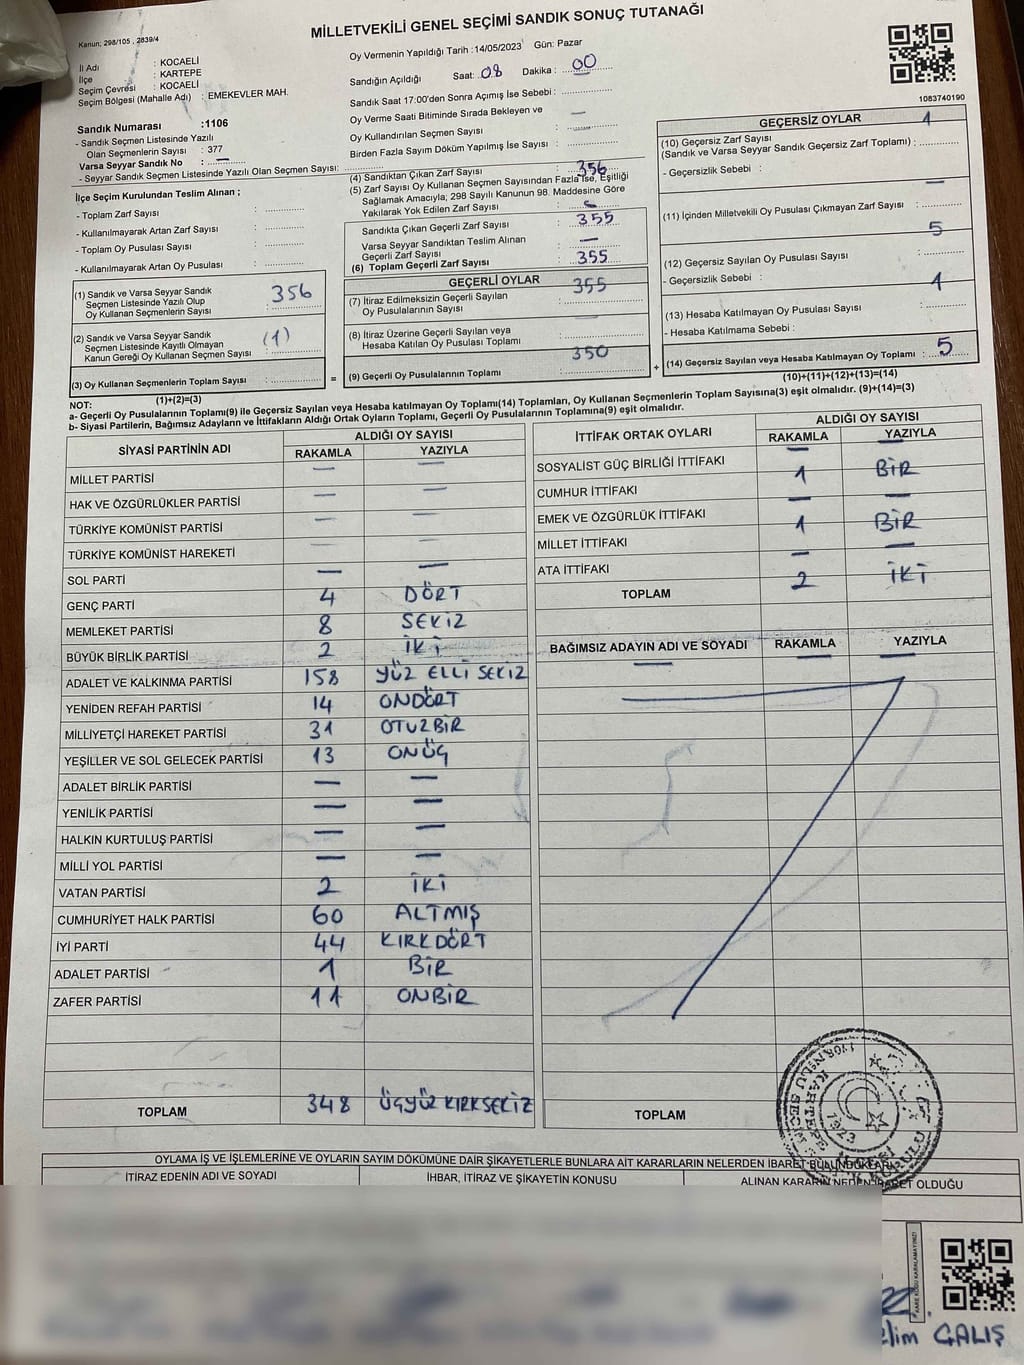 MİLLETVEKİLİ GENEL SEÇİMİ SANDIK SONUÇ TUTANAĞI
Kanun: 298/105 , 2839/4
İl Adı : KOCAELİ
İlçe : KARTEPE
Seçim Çevresi : KOCAELİ
Seçim Bölgesi (Mahalle Adı) : EMEKEVLER MAH.
Sandık Numarası :1106
- Sandık Seçmen Listesinde Yazılı
Olan Seçmenlerin Sayısı : 377
Varsa Seyyar Sandık No : —
- Seyyar Sandık Seçmen Listesinde Yazılı Olan Seçmen Sayısı:
Oy Vermenin Yapıldığı Tarih :14/05/2023 Gün: Pazar
Sandığın Açıldığı Saat: 08 Dakika : 00
Sandık Saat 17:00'den Sonra Açımış İse Sebebi :
Oy Verme Saati Bitiminde Sırada Bekleyen ve —
Oy Kullandırılan Seçmen Sayısı :
Birden Fazla Sayım Döküm Yapılmış İse Sayısı :
1083740190
İlçe Seçim Kurulundan Teslim Alınan ;
- Toplam Zarf Sayısı :
- Kullanılmayarak Artan Zarf Sayısı :
- Toplam Oy Pusulası Sayısı :
- Kullanılmayarak Artan Oy Pusulası :
(1) Sandık ve Varsa Seyyar Sandık
Seçmen Listesinde Yazılı Olup
Oy Kullanan Seçmenlerin Sayısı : 356
(2) Sandık ve Varsa Seyyar Sandık
Seçmen Listesinde Kayıtlı Olmayan
Kanun Gereği Oy Kullanan Seçmen Sayısı : (1)
(3) Oy Kullanan Seçmenlerin Toplam Sayısı :
(1)+(2)=(3)
(4) Sandıktan Çıkan Zarf Sayısı : 356
(5) Zarf Sayısı Oy Kullanan Seçmen Sayısından Fazla İse, Eşitliği
Sağlamak Amacıyla; 298 Sayılı Kanunun 98. Maddesine Göre
Yakılarak Yok Edilen Zarf Sayısı :
Sandıkta Çıkan Geçerli Zarf Sayısı : 355
Varsa Seyyar Sandıktan Teslim Alınan
Geçerli Zarf Sayısı : —
(6) Toplam Geçerli Zarf Sayısı : 355
GEÇERLİ OYLAR
(7) İtiraz Edilmeksizin Geçerli Sayılan
Oy Pusulalarının Sayısı : 355
(8) İtiraz Üzerine Geçerli Sayılan veya
Hesaba Katılan Oy Pusulası Toplamı : —
= (9) Geçerli Oy Pusulalarının Toplamı : 350 +
GEÇERSİZ OYLAR
(10) Geçersiz Zarf Sayısı 1
(Sandık ve Varsa Seyyar Sandık Geçersiz Zarf Toplamı) :
- Geçersizlik Sebebi :
(11) İçinden Milletvekili Oy Pusulası Çıkmayan Zarf Sayısı : —
(12) Geçersiz Sayılan Oy Pusulası Sayısı : 5
- Geçersizlik Sebebi :
(13) Hesaba Katılmayan Oy Pusulası Sayısı : 1
- Hesaba Katılmama Sebebi :
(14) Geçersiz Sayılan veya Hesaba Katılmayan Oy Toplamı : 5
(10)+(11)+(12)+(13)=(14)
NOT:
a- Geçerli Oy Pusulalarının Toplamı(9) ile Geçersiz Sayılan veya Hesaba katılmayan Oy Toplamı(14) Toplamları, Oy Kullanan Seçmenlerin Toplam Sayısına(3) eşit olmalıdır. (9)+(14)=(3)
b- Siyasi Partilerin, Bağımsız Adayların ve İttifakların Aldığı Ortak Oyların Toplamı, Geçerli Oy Pusulalarının Toplamına(9) eşit olmalıdır.
SİYASİ PARTİNİN ADI ALDIĞI OY SAYISI
RAKAMLA YAZIYLA
MİLLET PARTİSİ — —
HAK VE ÖZGÜRLÜKLER PARTİSİ — —
TÜRKİYE KOMÜNİST PARTİSİ — —
TÜRKİYE KOMÜNİST HAREKETİ — —
SOL PARTİ — —
GENÇ PARTİ 4 DÖRT
MEMLEKET PARTİSİ 8 SEKİZ
BÜYÜK BİRLİK PARTİSİ 2 İKİ
ADALET VE KALKINMA PARTİSİ 158 YÜZ ELLİ SEKİZ
YENİDEN REFAH PARTİSİ 14 ONDÖRT
MİLLİYETÇİ HAREKET PARTİSİ 31 OTUZBİR
YEŞİLLER VE SOL GELECEK PARTİSİ 13 ONÜÇ
ADALET BİRLİK PARTİSİ — —
YENİLİK PARTİSİ — —
HALKIN KURTULUŞ PARTİSİ — —
MİLLİ YOL PARTİSİ — —
VATAN PARTİSİ 2 İKİ
CUMHURİYET HALK PARTİSİ 60 ALTMIŞ
İYİ PARTİ 44 KIRKDÖRT
ADALET PARTİSİ 1 BİR
ZAFER PARTİSİ 11 ONBİR
TOPLAM 348 ÜÇYÜZ KIRKSEKİZ
İTTİFAK ORTAK OYLARI ALDIĞI OY SAYISI
RAKAMLA YAZIYLA
SOSYALİST GÜÇ BİRLİĞİ İTTİFAKI — —
CUMHUR İTTİFAKI 1 BİR
EMEK VE ÖZGÜRLÜK İTTİFAKI — —
MİLLET İTTİFAKI 1 BİR
ATA İTTİFAKI — —
TOPLAM 2 İKİ
BAĞIMSIZ ADAYIN ADI VE SOYADI RAKAMLA YAZIYLA
— — —
TOPLAM
KARTEPE
1923
OYLAMA İŞ VE İŞLEMLERİNE VE OYLARIN SAYIM DÖKÜMÜNE DAİR ŞİKAYETLERLE BUNLARA AİT KARARLARIN NELERDEN İBARET BULUNDUKLARI
İTİRAZ EDENİN ADI VE SOYADI İHBAR, İTİRAZ VE ŞİKAYETİN KONUSU ALINAN KARARIN NEDEN İBARET OLDUĞU
elim ÇALIŞ